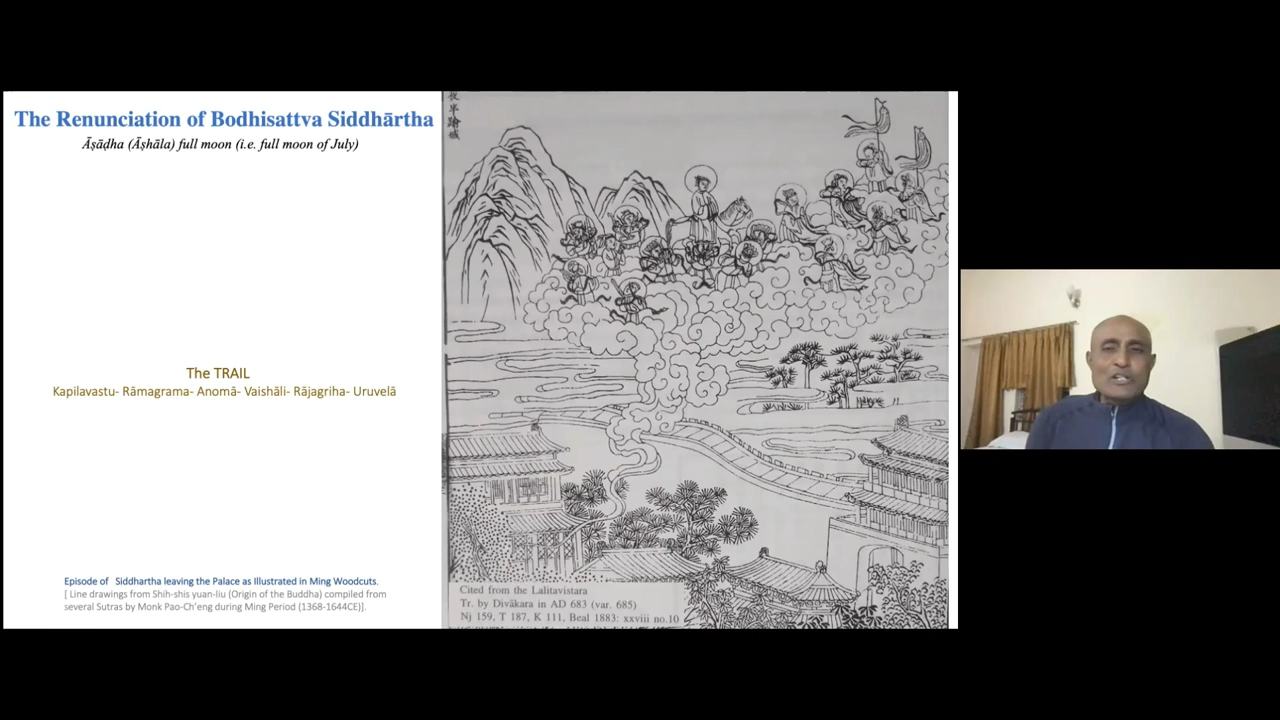 The Renunciation of Bodhisattva Siddhārtha
Āṣāḍha (Āṣhāla) full moon (i.e. full moon of July)
The TRAIL
Kapilavastu- Rāmagrama- Anomā- Vaishāli- Rājagriha- Uruvelā
Episode of Siddhartha leaving the Palace as Illustrated in Ming Woodcuts.
[ Line drawings from Shih-shis yuan-liu (Origin of the Buddha) compiled from
several Sutras by Monk Pao-Ch'eng during Ming Period (1368-1644CE)].
半踰城
Cited from the Lalitavistara
Tr. by Divākara in AD 683 (var. 685)
Nj 159, T 187, K 111, Beal 1883: xxviii no.10